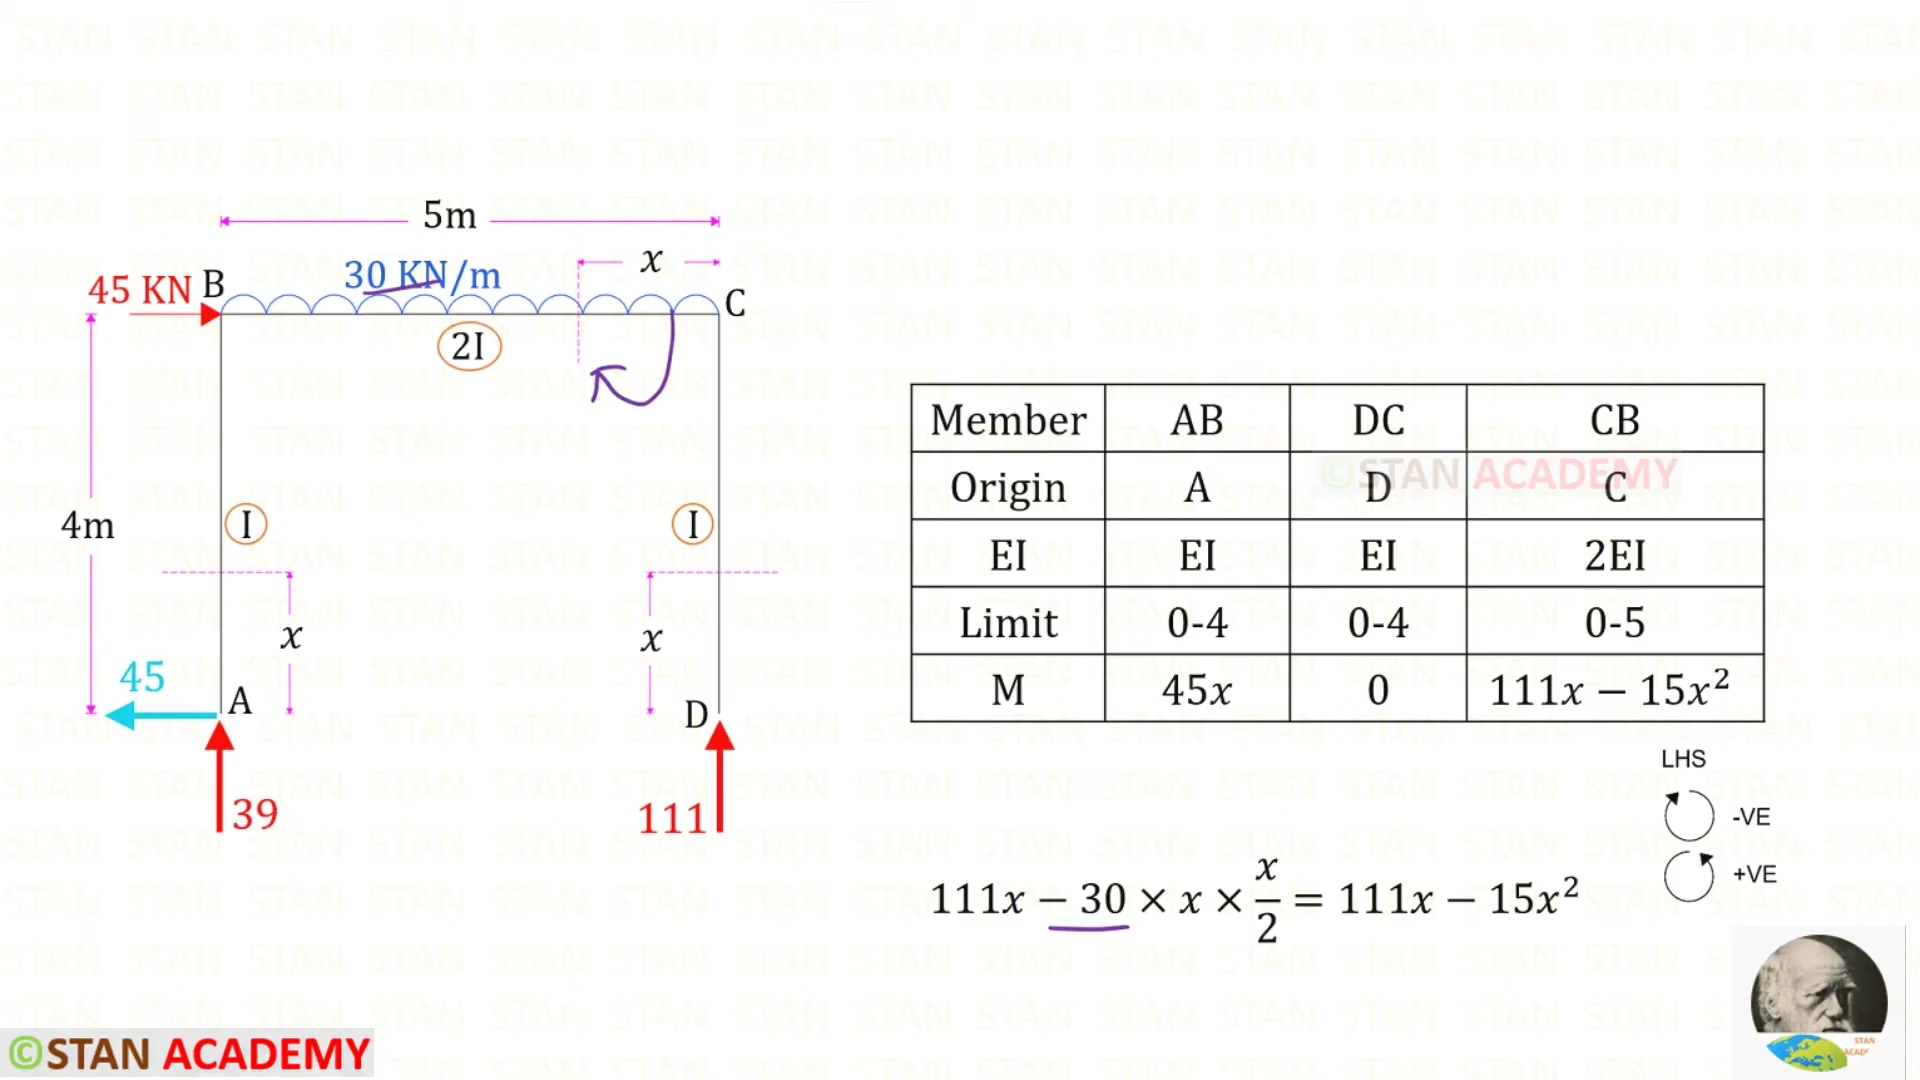 5m
x
45 KN
B
30 KN/m
C
2I
4m
I
I
x
x
45
A
D
39
111
Member AB DC CB
Origin A D C
EI EI EI 2EI
Limit 0-4 0-4 0-5
M 45x 0 111x − 15x²
©STAN ACADEMY
LHS
-VE
+VE
111x − 30 × x × x/2 = 111x − 15x²
©STAN ACADEMY
STAN